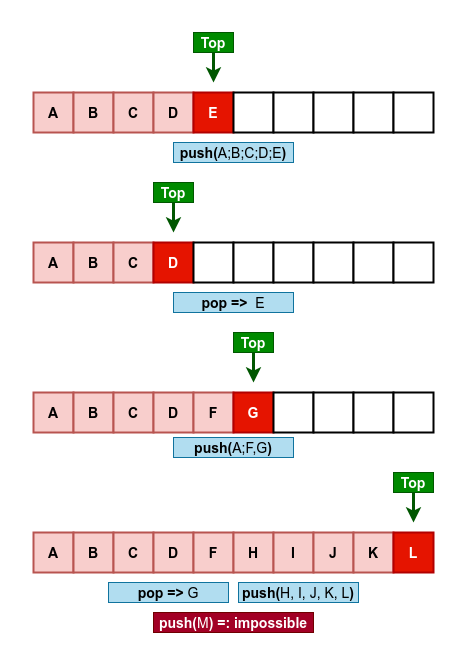 Top
A B C D E
push(A;B;C;D;E)
Top
A B C D
pop => E
Top
A B C D F G
push(A;F,G)
Top
A B C D F H I J K L
pop => G push(H, I, J, K, L)
push(M) =: impossible